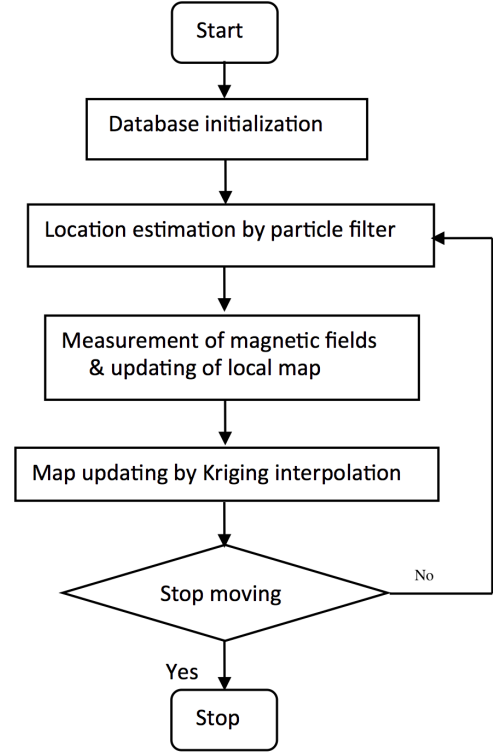 Start
Database initialization
Location estimation by particle filter
Measurement of magnetic fields
& updating of local map
Map updating by Kriging interpolation
Stop moving
No
Yes
Stop